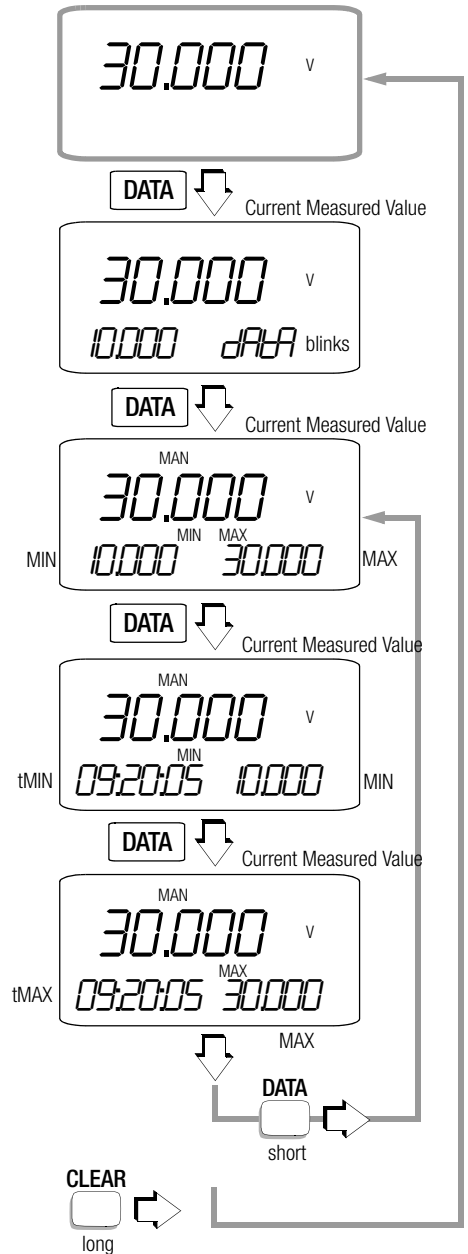 30.000 V
DATA
Current Measured Value
30.000 V
10.000 dAtA blinks
DATA
Current Measured Value
MAN
30.000 V
MIN MAX
MIN 10.000 30.000 MAX
DATA
Current Measured Value
MAN
30.000 V
MIN
tMIN 09:20:05 10.000 MIN
DATA
Current Measured Value
MAN
30.000 V
MAX
tMAX 09:20:05 30.000
MAX
DATA
short
CLEAR
long